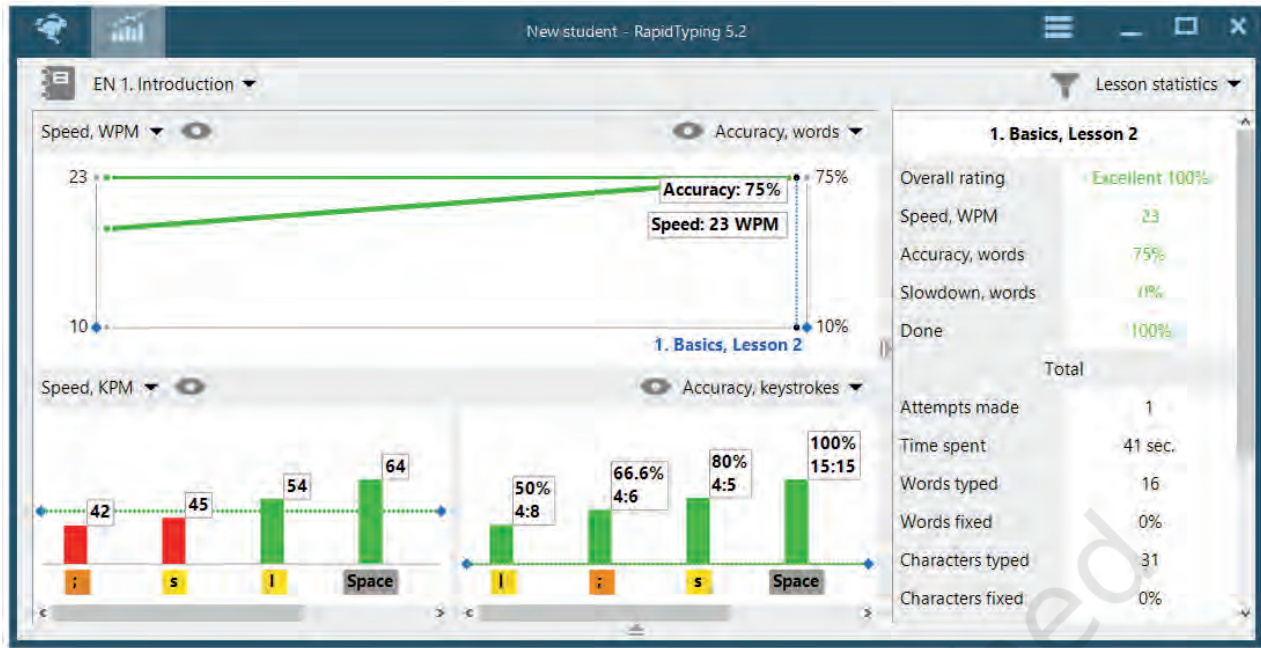 New student - RapidTyping 5.2
EN 1. Introduction
Lesson statistics
Speed, WPM
Accuracy, words
23
75%
Accuracy: 75%
Speed: 23 WPM
10
10%
1. Basics, Lesson 2
Speed, KPM
Accuracy, keystrokes
42
45
54
64
;
s
l
Space
50%
4:8
66.6%
4:6
80%
4:5
100%
15:15
l
;
s
Space
1. Basics, Lesson 2
Overall rating Excellent 100%
Speed, WPM 23
Accuracy, words 75%
Slowdown, words 0%
Done 100%
Total
Attempts made 1
Time spent 41 sec.
Words typed 16
Words fixed 0%
Characters typed 31
Characters fixed 0%